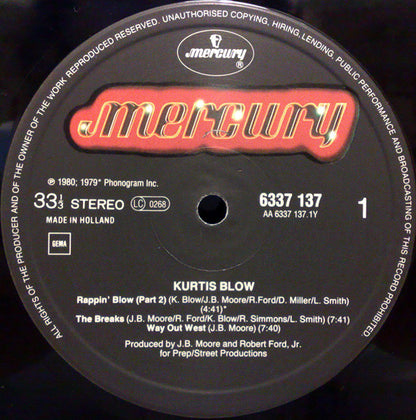 ALL RIGHTS OF THE PRODUCER AND OF THE OWNER OF THE WORK REPRODUCED RESERVED. UNAUTHORISED COPYING, HIRING, LENDING, PUBLIC PERFORMANCE AND BROADCASTING OF THIS RECORD PROHIBITED.
mercury
®
mercury
℗ 1980; 1979* Phonogram Inc.
33⅓ STEREO LC 0268
MADE IN HOLLAND
GEMA
6337 137
AA 6337 137.1Y
1
KURTIS BLOW
Rappin' Blow (Part 2) (K. Blow/J.B. Moore/R.Ford/D. Miller/L. Smith)
(4:41)*
The Breaks (J.B. Moore/R. Ford/K. Blow/R. Simmons/L. Smith) (7:41)
Way Out West (J.B. Moore) (7:40)
Produced by J.B. Moore and Robert Ford, Jr.
for Prep/Street Productions